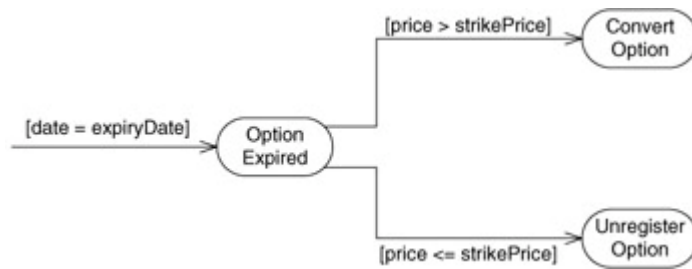 [price > strikePrice]
Convert
Option
[date = expiryDate]
Option
Expired
Unregister
Option
[price <= strikePrice]